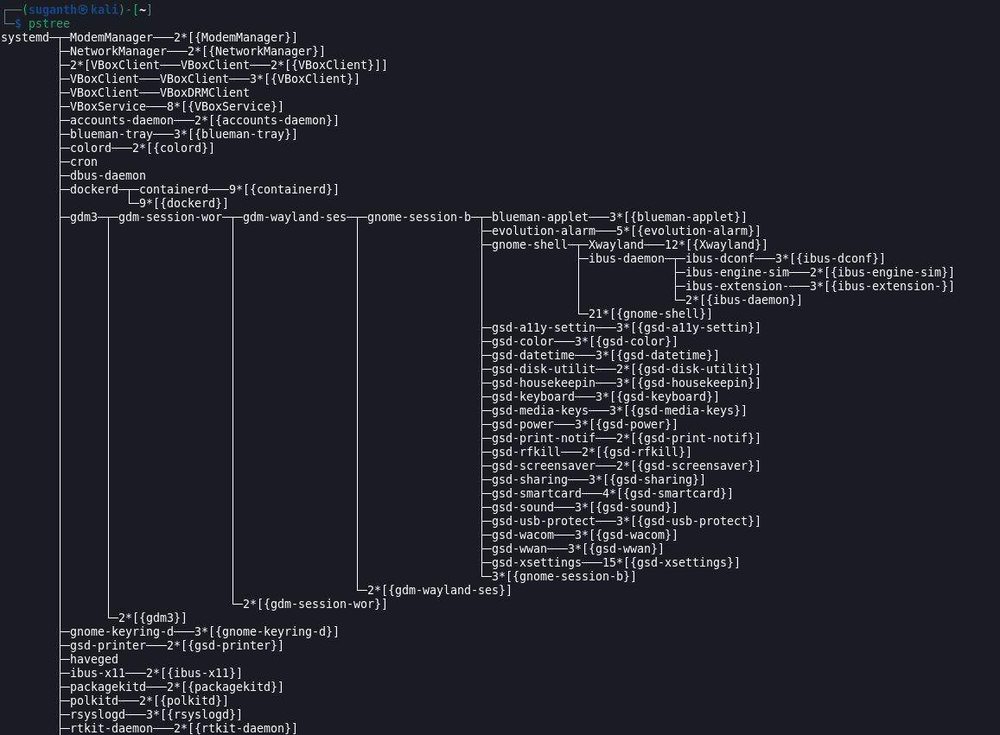 ┌──(suganth㉿kali)-[~]
└─$ pstree
systemd─┬─ModemManager───2*[{ModemManager}]
        ├─NetworkManager───2*[{NetworkManager}]
        ├─2*[VBoxClient───VBoxClient───2*[{VBoxClient}]]
        ├─VBoxClient───VBoxClient───3*[{VBoxClient}]
        ├─VBoxClient───VBoxDRMClient
        ├─VBoxService───8*[{VBoxService}]
        ├─accounts-daemon───2*[{accounts-daemon}]
        ├─blueman-tray───3*[{blueman-tray}]
        ├─colord───2*[{colord}]
        ├─cron
        ├─dbus-daemon
        ├─dockerd─┬─containerd───9*[{containerd}]
        │         └─9*[{dockerd}]
        ├─gdm3─┬─gdm-session-wor─┬─gdm-wayland-ses─┬─gnome-session-b─┬─blueman-applet───3*[{blueman-applet}]
        │      │                 │                 │                 ├─evolution-alarm───5*[{evolution-alarm}]
        │      │                 │                 │                 ├─gnome-shell─┬─Xwayland───12*[{Xwayland}]
        │      │                 │                 │                 │             ├─ibus-daemon─┬─ibus-dconf───3*[{ibus-dconf}]
        │      │                 │                 │                 │             │             ├─ibus-engine-sim───2*[{ibus-engine-sim}]
        │      │                 │                 │                 │             │             ├─ibus-extension-───3*[{ibus-extension-}]
        │      │                 │                 │                 │             │             └─2*[{ibus-daemon}]
        │      │                 │                 │                 │             └─21*[{gnome-shell}]
        │      │                 │                 │                 ├─gsd-a11y-settin───3*[{gsd-a11y-settin}]
        │      │                 │                 │                 ├─gsd-color───3*[{gsd-color}]
        │      │                 │                 │                 ├─gsd-datetime───3*[{gsd-datetime}]
        │      │                 │                 │                 ├─gsd-disk-utilit───2*[{gsd-disk-utilit}]
        │      │                 │                 │                 ├─gsd-housekeepin───3*[{gsd-housekeepin}]
        │      │                 │                 │                 ├─gsd-keyboard───3*[{gsd-keyboard}]
        │      │                 │                 │                 ├─gsd-media-keys───3*[{gsd-media-keys}]
        │      │                 │                 │                 ├─gsd-power───3*[{gsd-power}]
        │      │                 │                 │                 ├─gsd-print-notif───2*[{gsd-print-notif}]
        │      │                 │                 │                 ├─gsd-rfkill───2*[{gsd-rfkill}]
        │      │                 │                 │                 ├─gsd-screensaver───2*[{gsd-screensaver}]
        │      │                 │                 │                 ├─gsd-sharing───3*[{gsd-sharing}]
        │      │                 │                 │                 ├─gsd-smartcard───4*[{gsd-smartcard}]
        │      │                 │                 │                 ├─gsd-sound───3*[{gsd-sound}]
        │      │                 │                 │                 ├─gsd-usb-protect───3*[{gsd-usb-protect}]
        │      │                 │                 │                 ├─gsd-wacom───3*[{gsd-wacom}]
        │      │                 │                 │                 ├─gsd-wwan───3*[{gsd-wwan}]
        │      │                 │                 │                 ├─gsd-xsettings───15*[{gsd-xsettings}]
        │      │                 │                 │                 └─3*[{gnome-session-b}]
        │      │                 │                 └─2*[{gdm-wayland-ses}]
        │      │                 └─2*[{gdm-session-wor}]
        │      └─2*[{gdm3}]
        ├─gnome-keyring-d───3*[{gnome-keyring-d}]
        ├─gsd-printer───2*[{gsd-printer}]
        ├─haveged
        ├─ibus-x11───2*[{ibus-x11}]
        ├─packagekitd───2*[{packagekitd}]
        ├─polkitd───2*[{polkitd}]
        ├─rsyslogd───3*[{rsyslogd}]
        ├─rtkit-daemon───2*[{rtkit-daemon}]